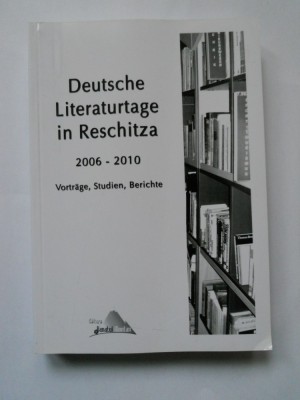 Deutsche
Literaturtage
in Reschitza
2006 - 2010
Vorträge, Studien, Berichte